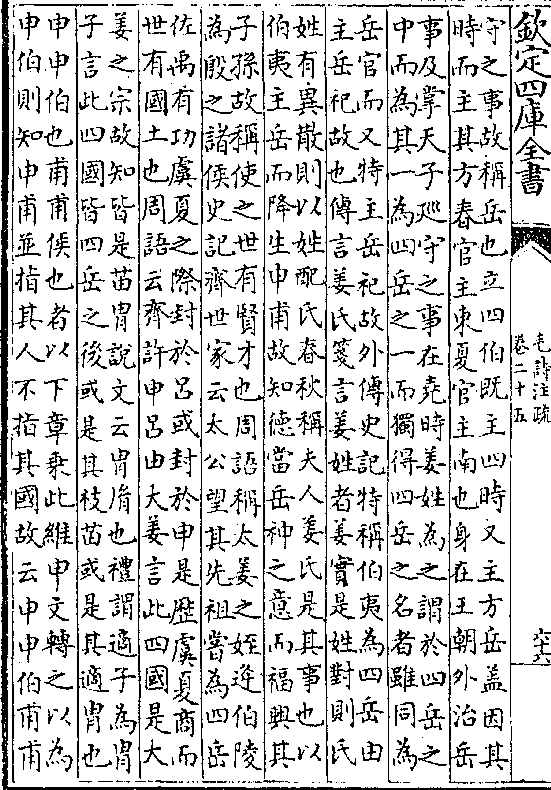 欽定四庫全書
毛詩注疏
卷二十五
六十六
守之事故稱岳也立四伯既主四時又主方岳蓋因其
時而主其方春官主東夏官主南也身在王朝外治岳
事及掌天子廵守之事在堯時姜姓為之謂於四岳之
中而為其一為四岳之一而獨得四岳之名者雖同為
岳官而又特主岳祀故外傳史記特稱伯夷為四岳由
主岳祀故也傳言姜氏箋言姜姓者姜實是姓對則氏
姓有異散則以姓配氏春秋稱夫人姜氏是其事也以
伯夷主岳而降生申甫故知德當岳神之意而福興其
子孫故稱使之世有賢才也周語稱太姜之姪逄伯陵
為殷之諸侯史記齊世家云太公望其先祖嘗為四岳
佐禹有功虞夏之際封於呂或封於申是歴虞夏商而
世有國土也周語云齊許申呂由大姜言此四國是大
姜之宗故知皆是苗胄說文云胄𦙍也禮謂適子為胄
子言此四國皆四岳之後或是其枝苗或是其適胄也
申申伯也甫甫侯也者以下章乗此維申文轉之以為
申伯則知申甫並指其人不指其國故云申申伯甫甫